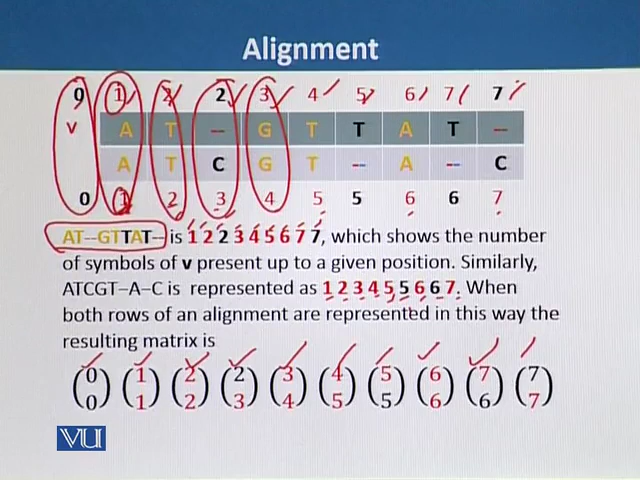 Alignment
0 1 2 2 3 4 5 6 7 7
v A T -- G T T A T --
A T C G T -- A -- C
0 1 2 3 4 5 5 6 6 7
AT--GTTAT-- is 1 2 2 3 4 5 6 7 7, which shows the number
of symbols of v present up to a given position. Similarly,
ATCGT–A–C is represented as 1 2 3 4 5 5 6 6 7. When
both rows of an alignment are represented in this way the
resulting matrix is
(0 1 2 2 3 4 5 6 7 7
0 1 2 3 4 5 5 6 6 7)
VU